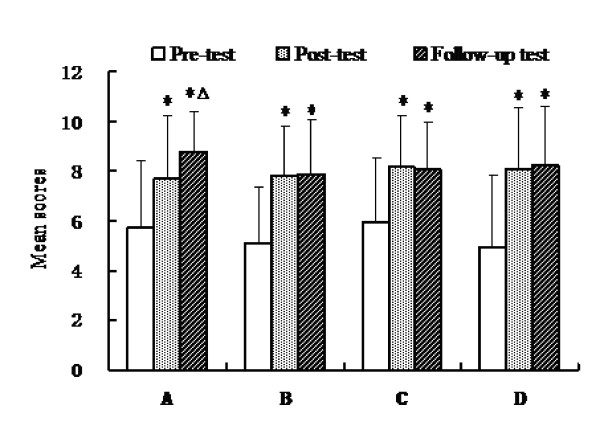 Pre-test Post-test Follow-up test
12
10
8
6
4
2
0
Mean scores
* *Δ * * * * * *
A B C D